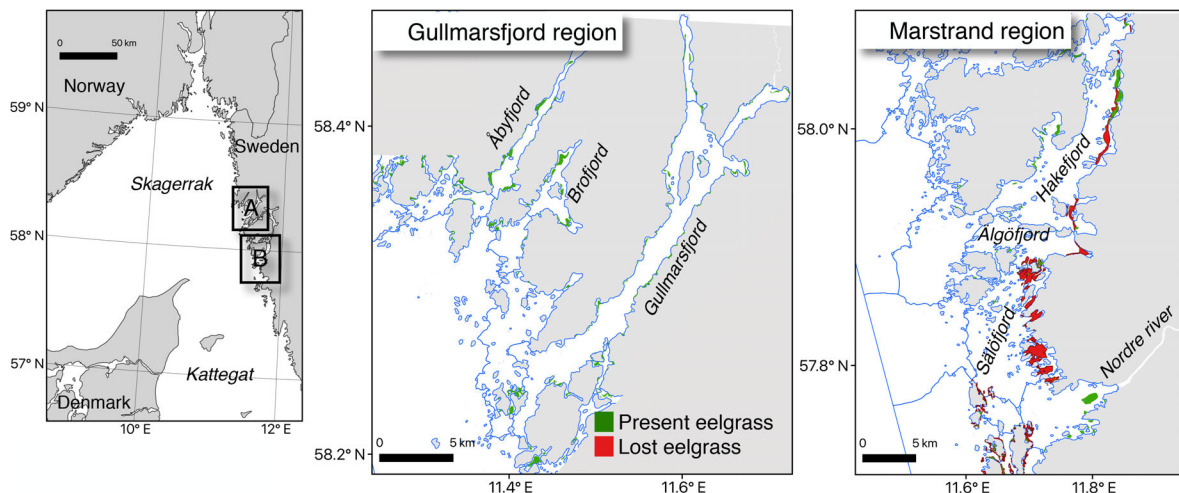 0 50 km
Norway
59° N
Sweden
Skagerrak
A
58° N
B
57° N
Kattegat
Denmark
10° E
12° E
Gullmarsfjord region
58.4°
Åbyfjord
Brofjord
Gullmarsfjord
Present eelgrass
Lost eelgrass
58.2°
0 5 km
11.4° E
11.6° E
Marstrand region
58.0°
Hakefjord
Älgöfjord
Sälöfjord
Nordre river
57.8°
0 5 km
11.6° E
11.8° E